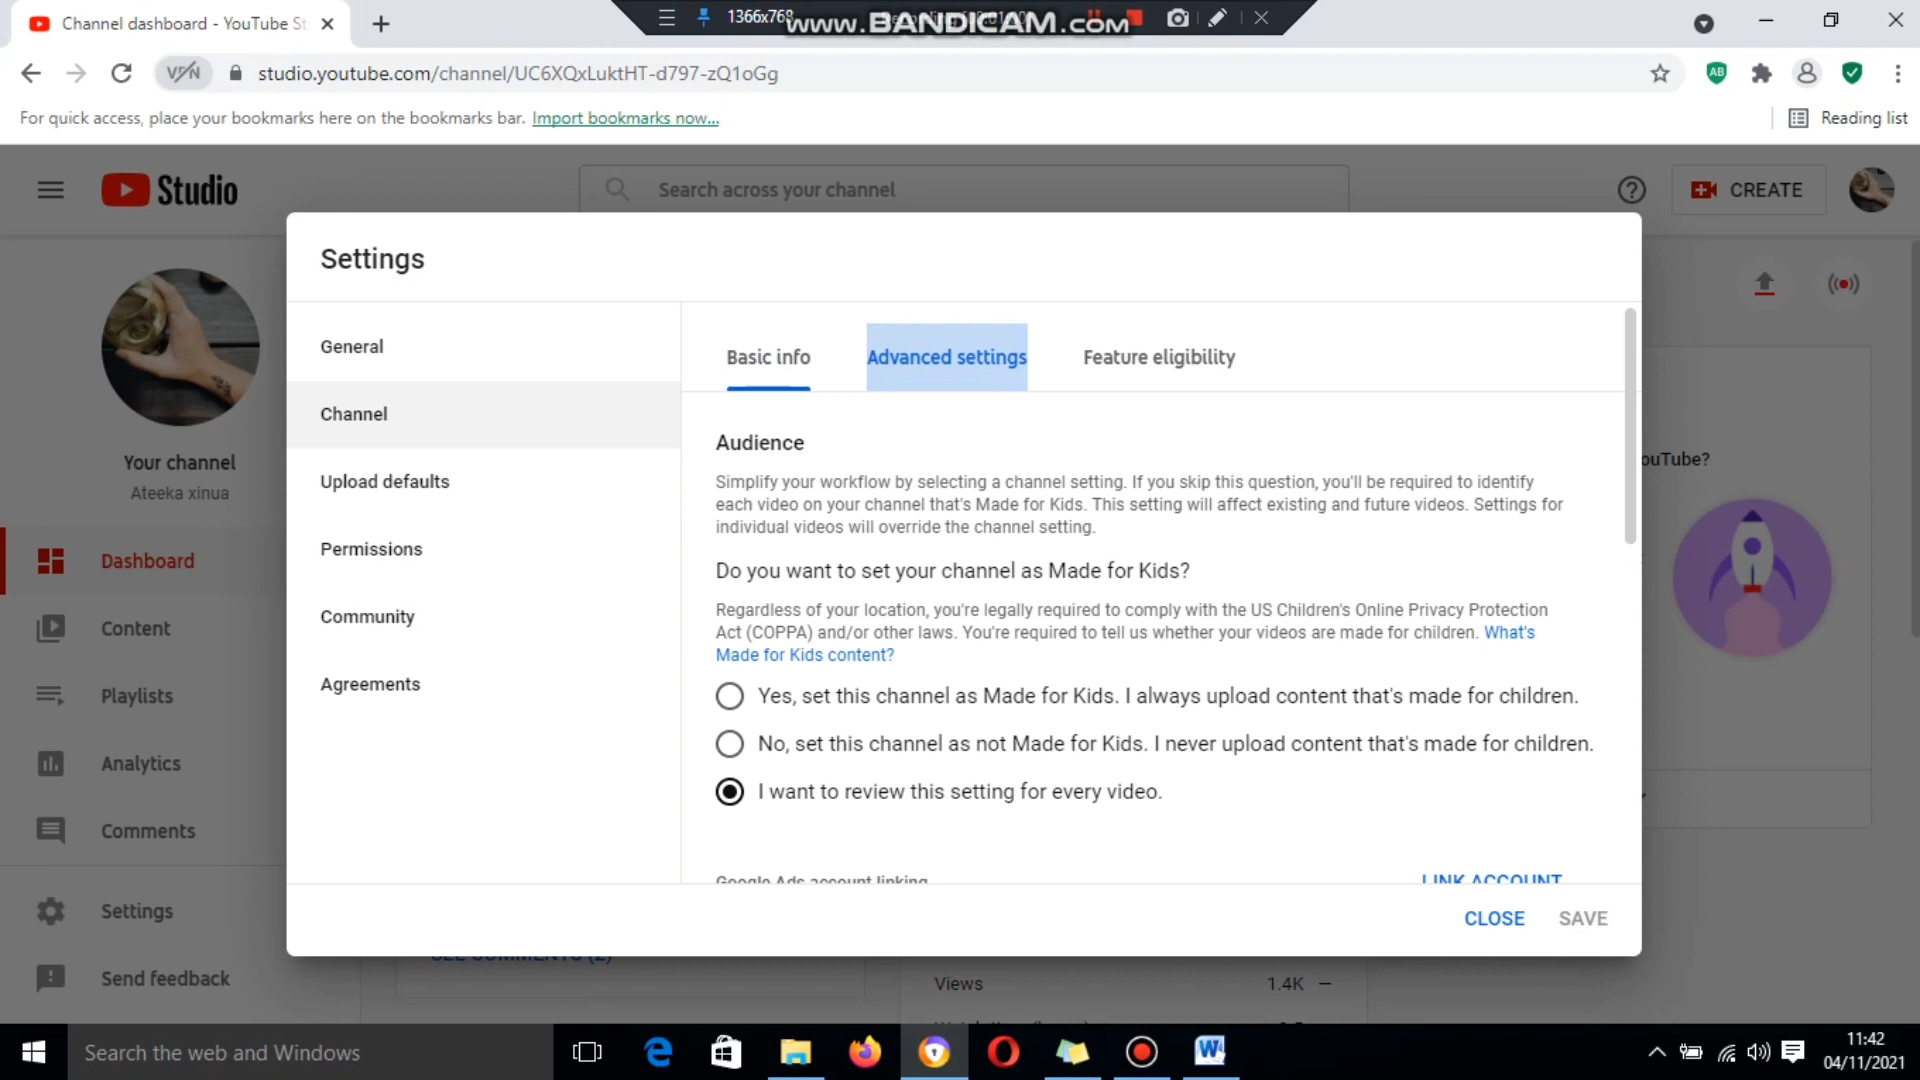 Channel dashboard - YouTube St
1366x768
www.BANDICAM.com
VPN
studio.youtube.com/channel/UC6XQxLuktHT-d797-zQ1oGg
For quick access, place your bookmarks here on the bookmarks bar. Import bookmarks now...
Reading list
Studio
Search across your channel
CREATE
Settings
General
Channel
Upload defaults
Permissions
Community
Agreements
Basic info
Advanced settings
Feature eligibility
Audience
Simplify your workflow by selecting a channel setting. If you skip this question, you'll be required to identify
each video on your channel that's Made for Kids. This setting will affect existing and future videos. Settings for
individual videos will override the channel setting.
Do you want to set your channel as Made for Kids?
Regardless of your location, you're legally required to comply with the US Children's Online Privacy Protection
Act (COPPA) and/or other laws. You're required to tell us whether your videos are made for children. What's
Made for Kids content?
Yes, set this channel as Made for Kids. I always upload content that's made for children.
No, set this channel as not Made for Kids. I never upload content that's made for children.
I want to review this setting for every video.
Google Ads account linking
LINK ACCOUNT
CLOSE
SAVE
Your channel
Ateeka xinua
Dashboard
Content
Playlists
Analytics
Comments
Settings
Send feedback
ouTube?
SEE COMMENTS (2)
Views
1.4K —
Search the web and Windows
11:42
04/11/2021